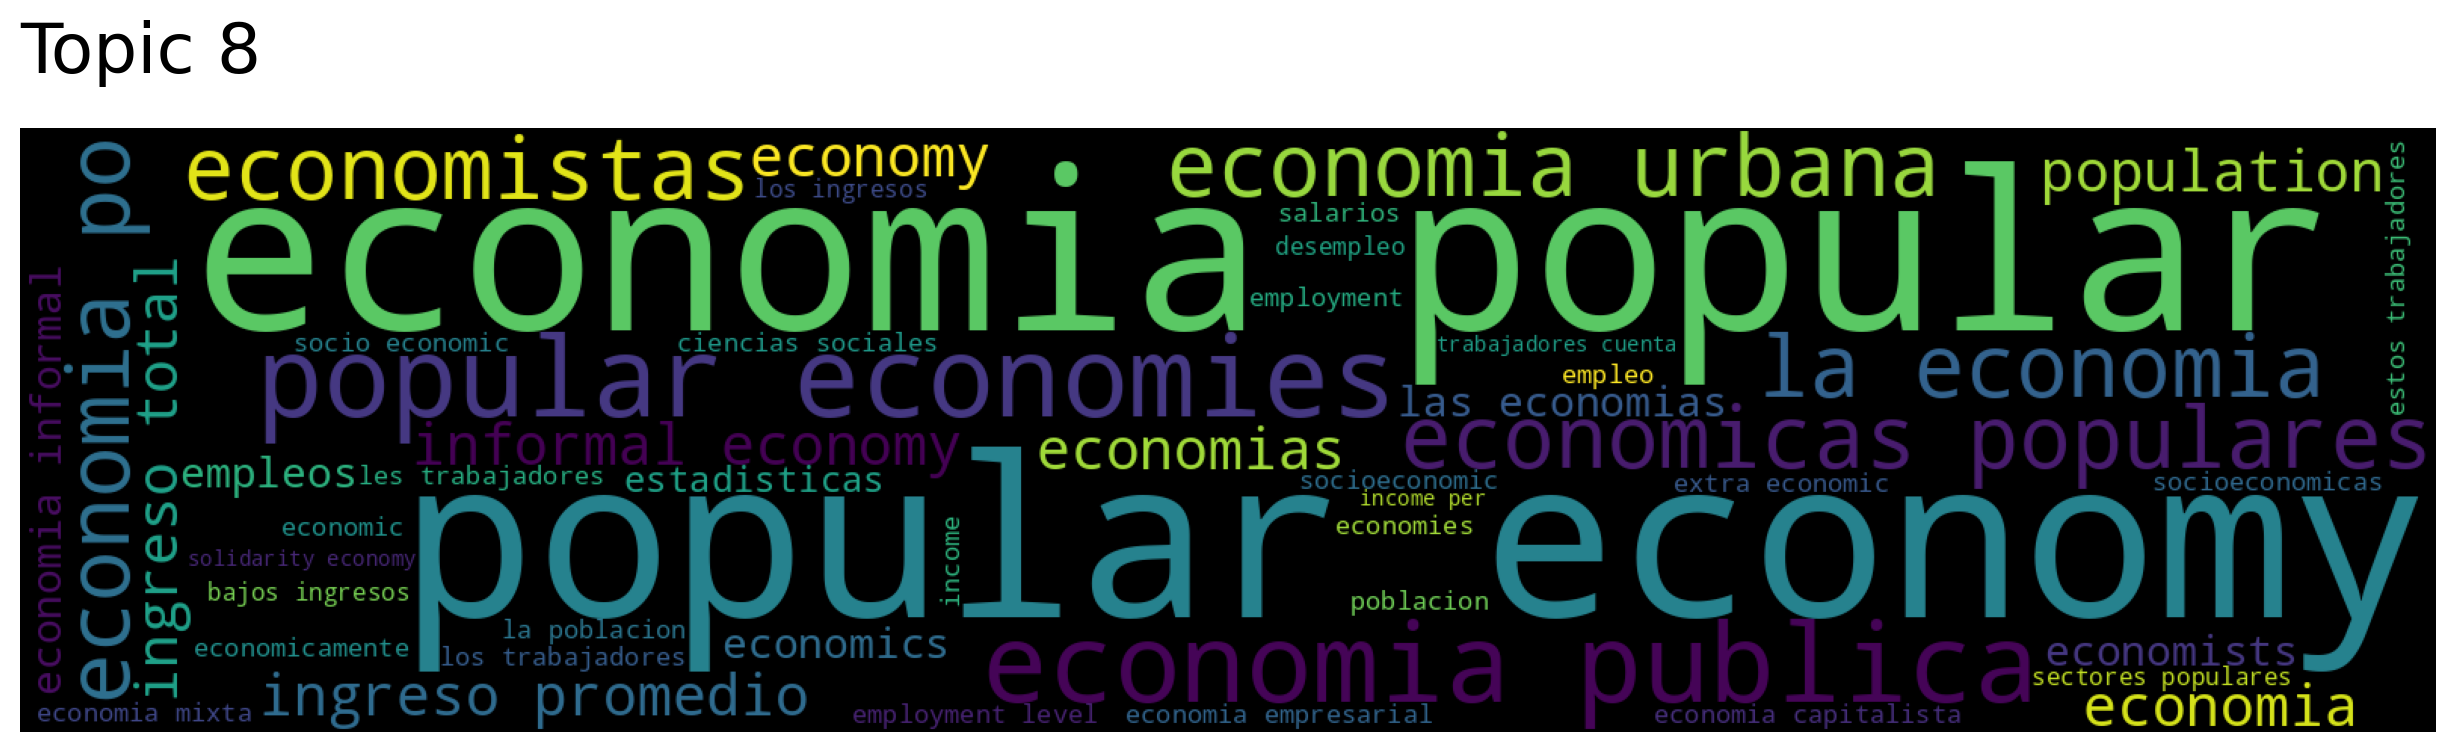 Topic 8
economistas
economy
los ingresos
economia urbana
population
economia popular
salarios
desempleo
employment
estos trabajadores
economia po
ingreso total
economia informal
socio economic
ciencias sociales
trabajadores cuenta
empleo
popular economies
la economia
las economias
informal economy
economias
economicas populares
empleos
les trabajadores
estadisticas
socioeconomic
extra economic
socioeconomicas
income per
economies
economic
popular economy
income
solidarity economy
bajos ingresos
poblacion
la poblacion
economicamente
los trabajadores
economics
economia publica
economists
sectores populares
ingreso promedio
economia
economia mixta
employment level
economia empresarial
economia capitalista